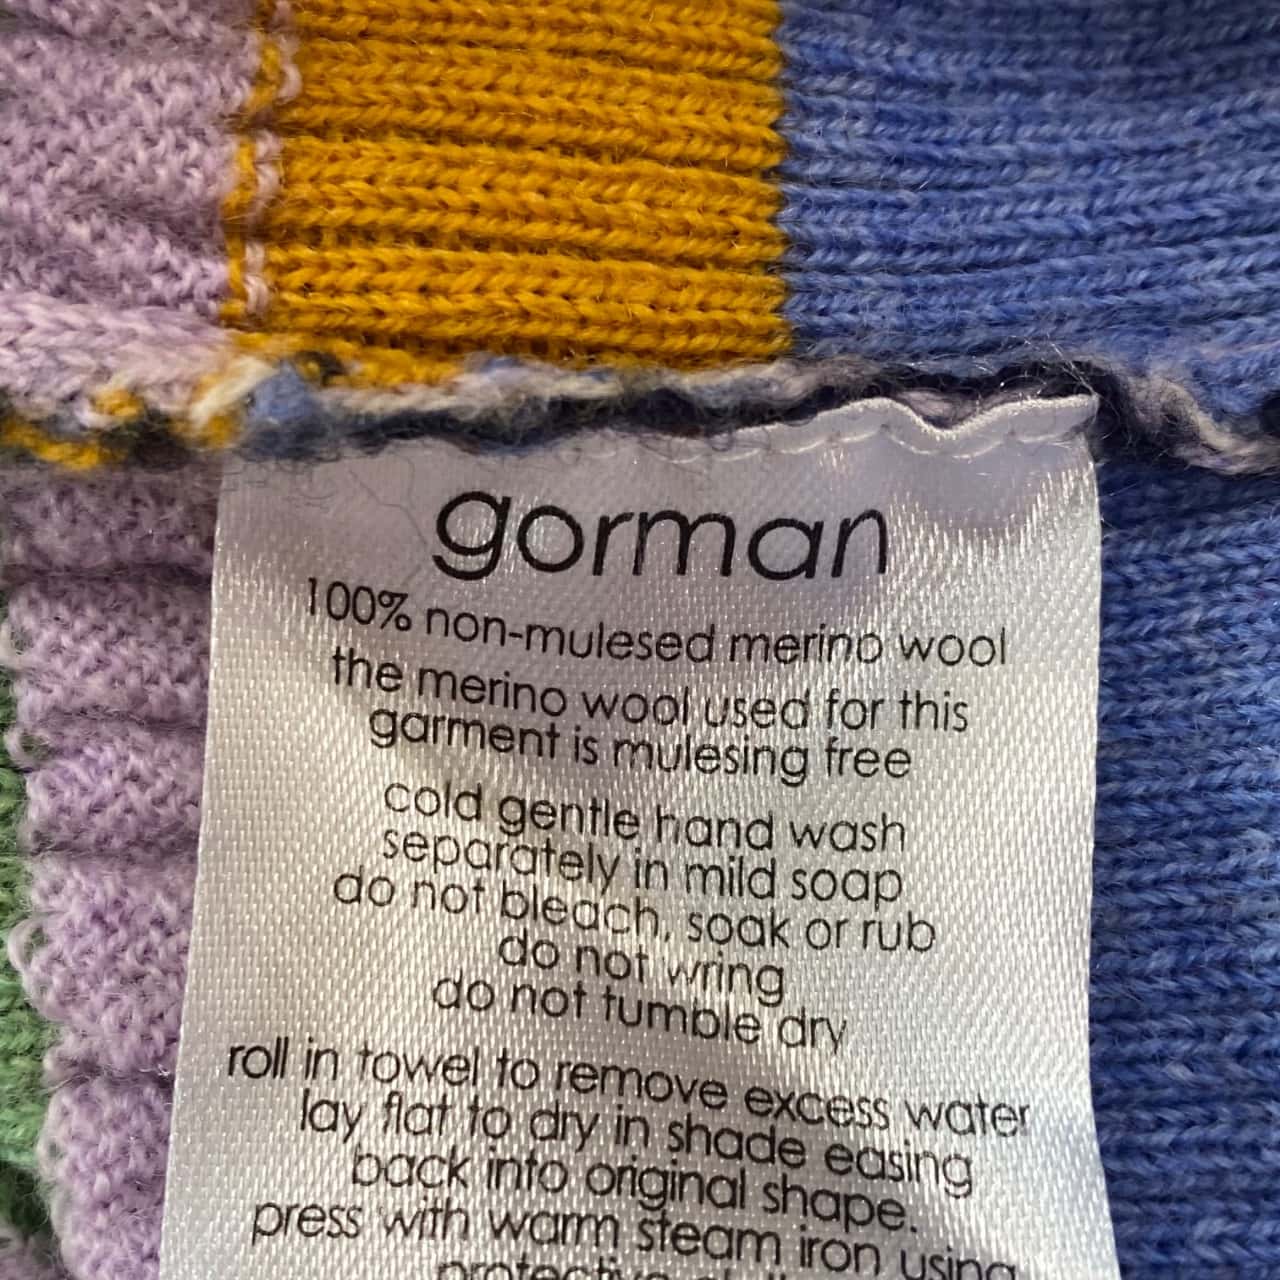 gorman
100% non-mulesed merino wool
the merino wool used for this
garment is mulesing free
cold gentle hand wash
separately in mild soap
do not bleach, soak or rub
do not wring
do not tumble dry
roll in towel to remove excess water
lay flat to dry in shade easing
back into original shape.
press with warm steam iron using